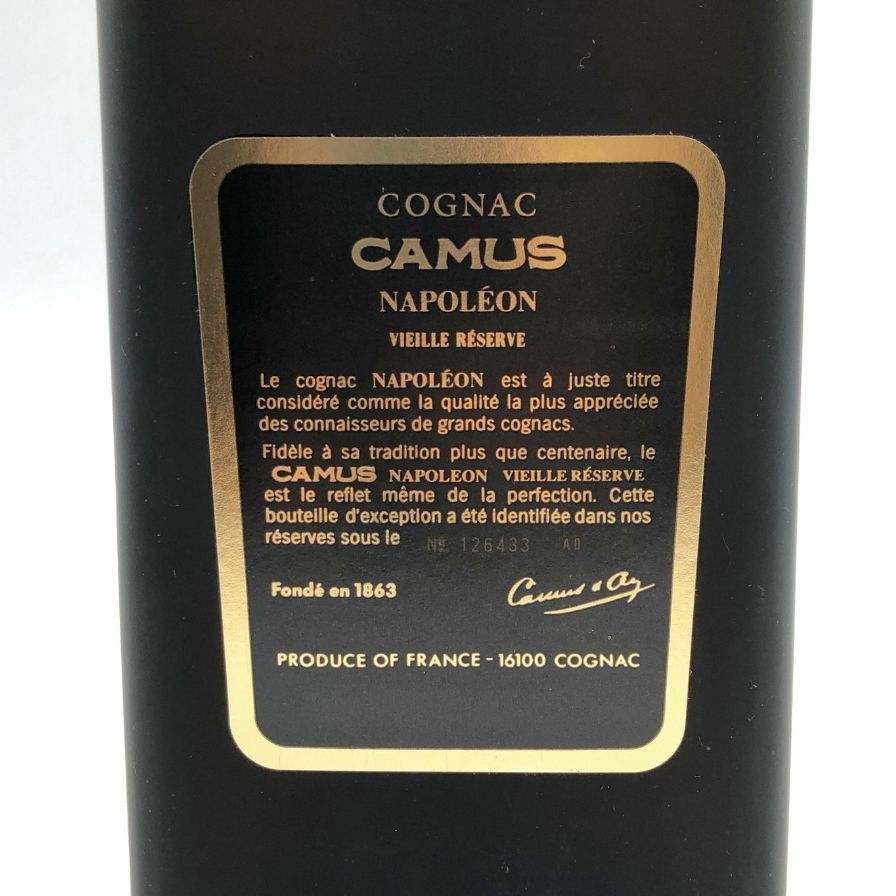 COGNAC
CAMUS
NAPOLÉON
VIEILLE RÉSERVE
Le cognac NAPOLÉON est à juste titre
considéré comme la qualité la plus appréciée
des connaisseurs de grands cognacs.
Fidèle à sa tradition plus que centenaire, le
CAMUS NAPOLEON VIEILLE RÉSERVE
est le reflet même de la perfection. Cette
bouteille d'exception a été identifiée dans nos
réserves sous le Nº 126433 AD
Fondé en 1863
PRODUCE OF FRANCE - 16100 COGNAC